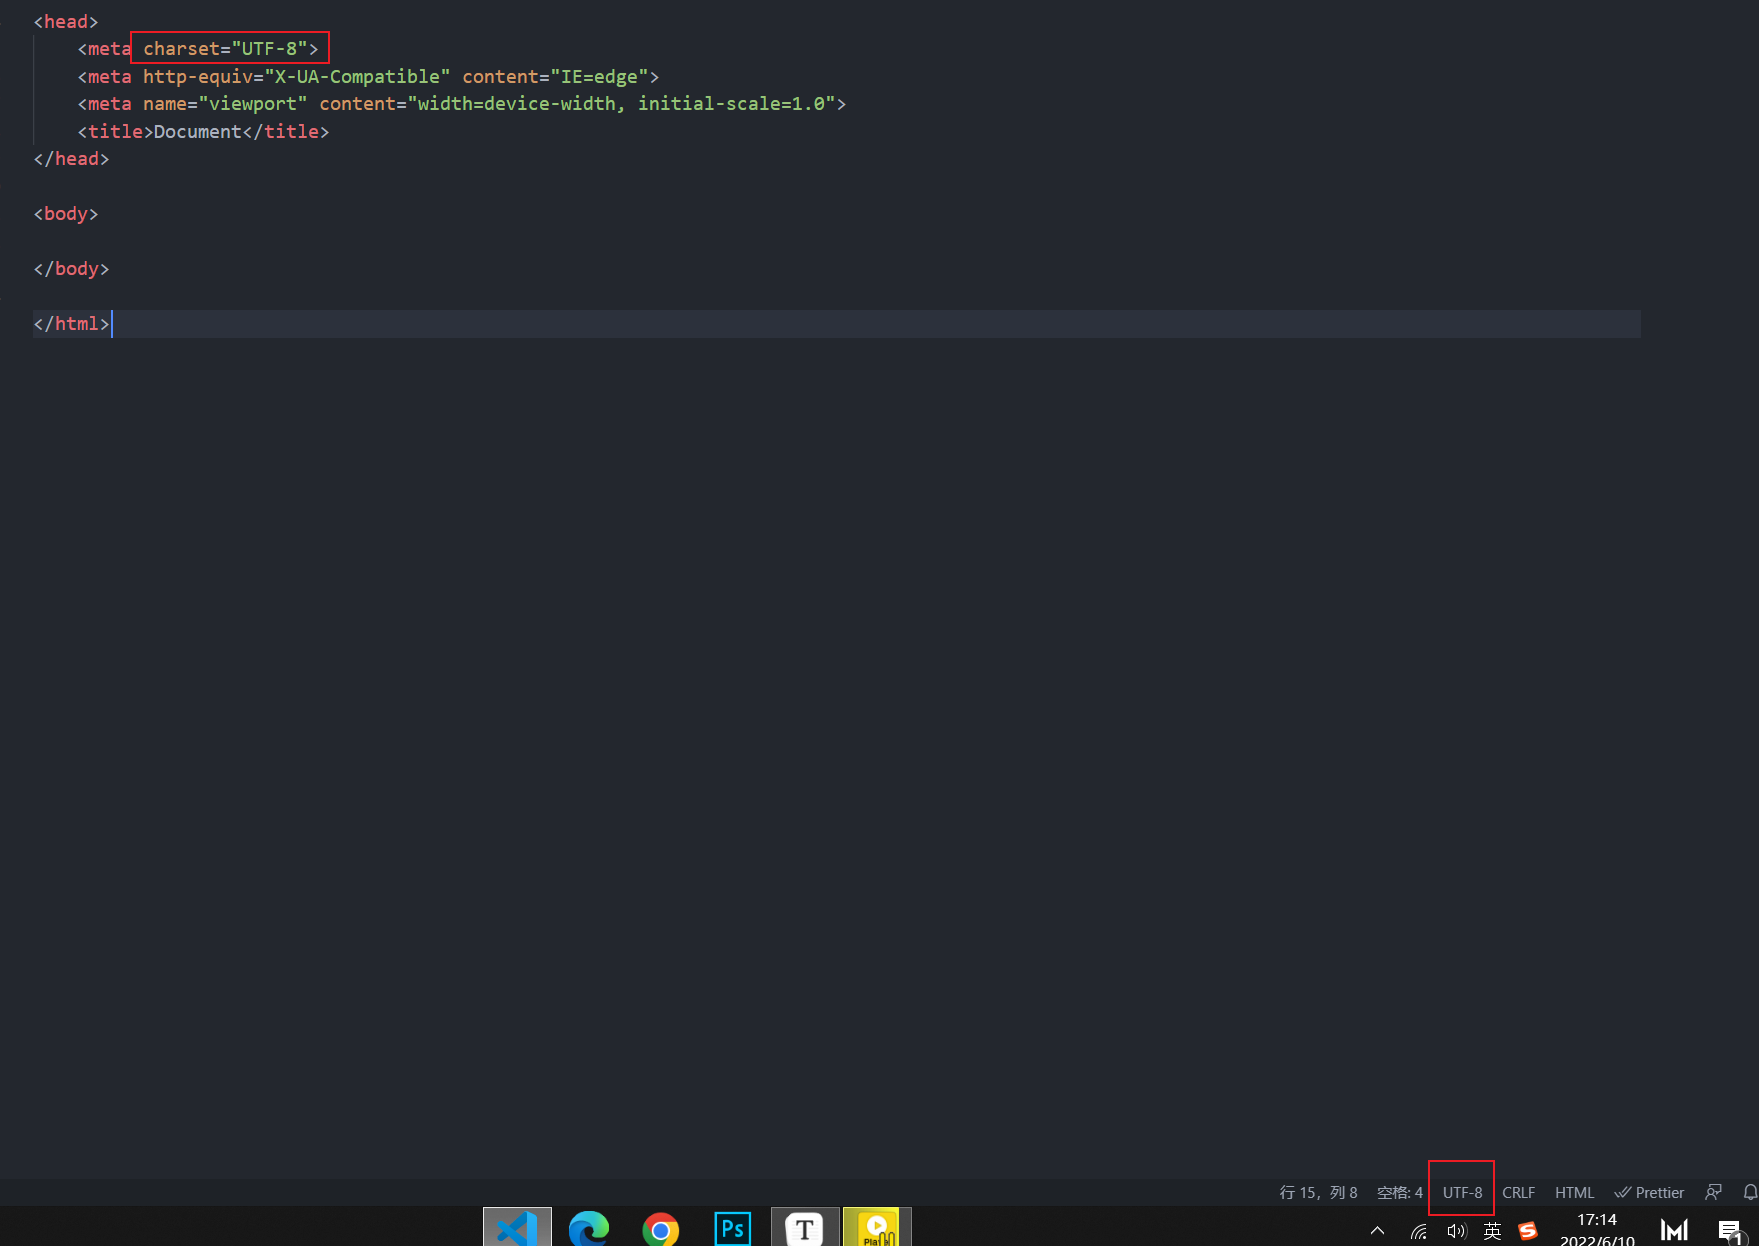 <head>
    <meta charset="UTF-8">
    <meta http-equiv="X-UA-Compatible" content="IE=edge">
    <meta name="viewport" content="width=device-width, initial-scale=1.0">
    <title>Document</title>
</head>
<body>
</body>
</html>
行 15，列 8 空格: 4 UTF-8 CRLF HTML Prettier
Ps T 英 S 17:14 1
2022/6/10